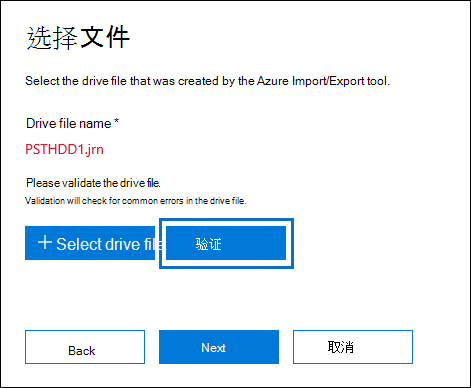 选择文件
Select the drive file that was created by the Azure Import/Export tool.
Drive file name *
PSTHDD1.jrn
Please validate the drive file.
Validation will check for common errors in the drive file.
+ Select drive file 验证
Back Next 取消